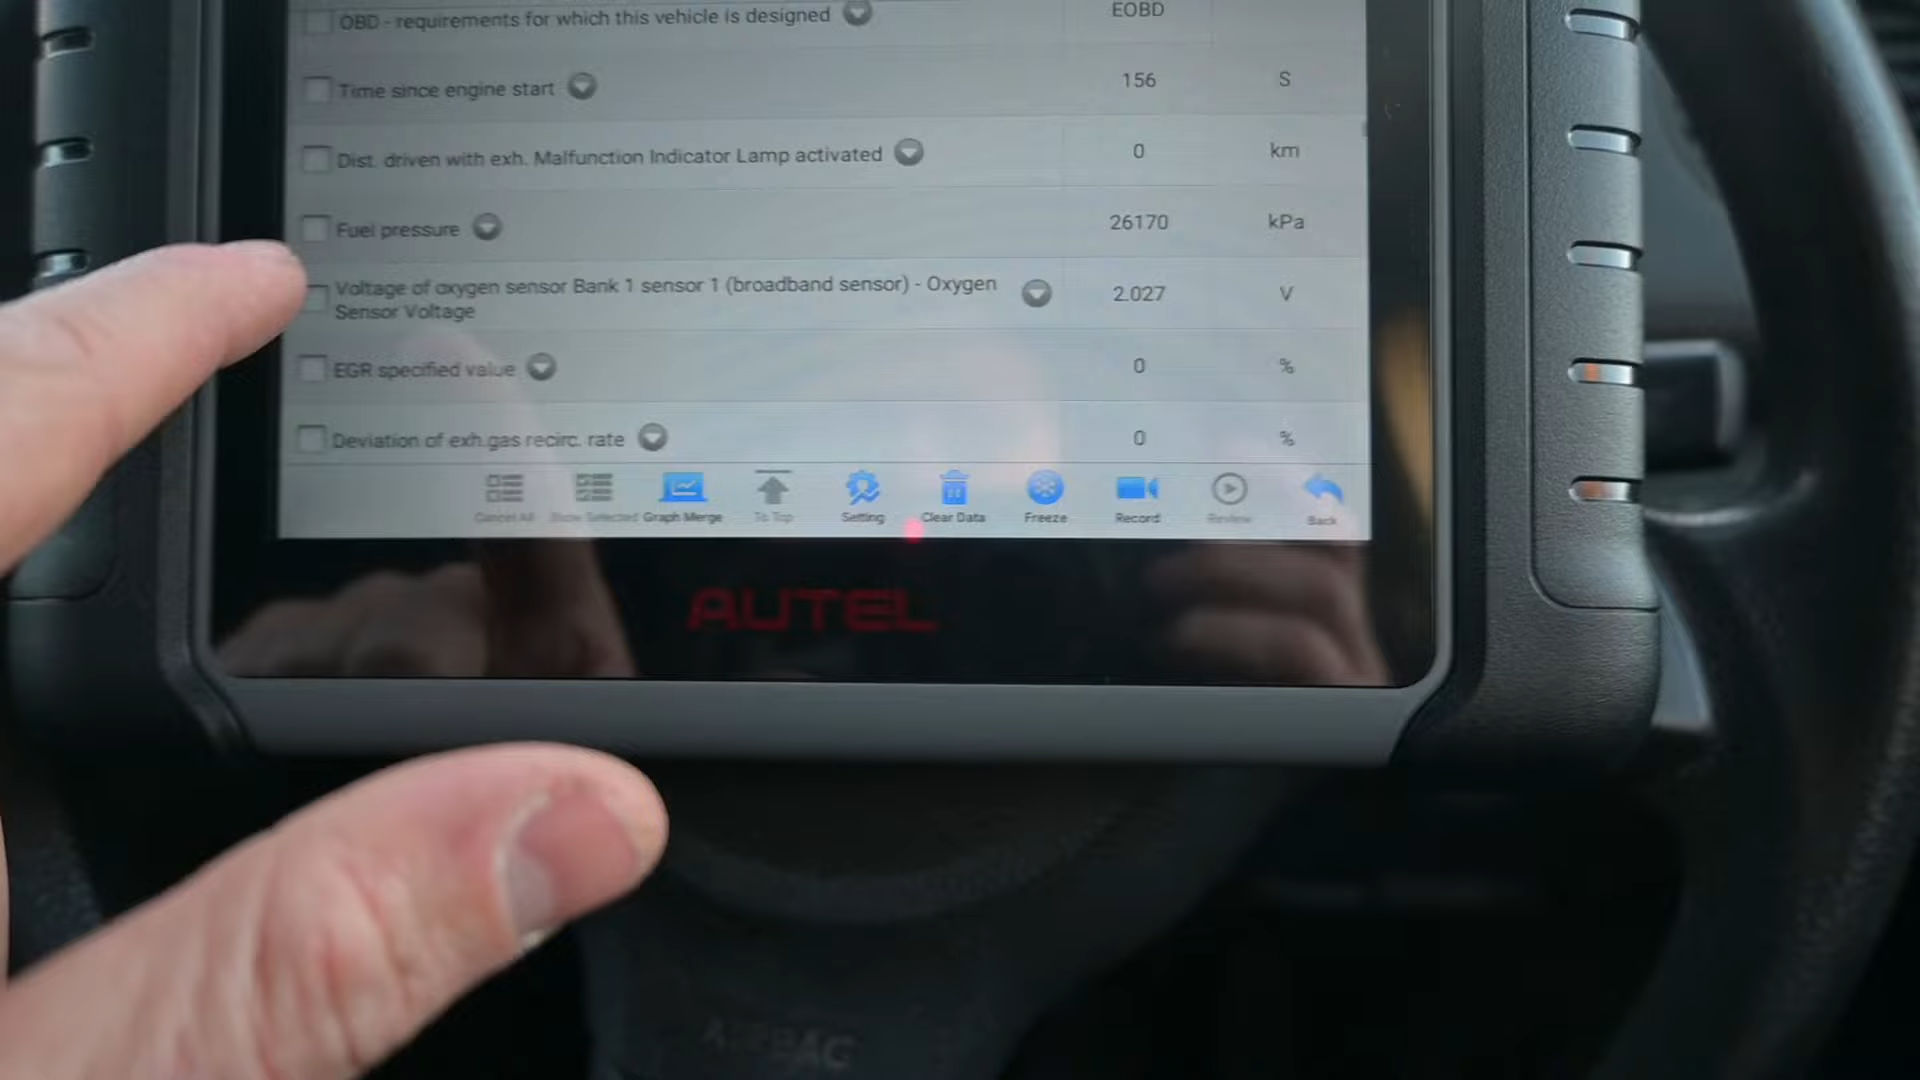 OBD - requirements for which this vehicle is designed EOBD
Time since engine start 156 S
Dist. driven with exh. Malfunction Indicator Lamp activated 0 km
Fuel pressure 26170 kPa
Voltage of oxygen sensor Bank 1 sensor 1 (broadband sensor) - Oxygen
Sensor Voltage 2.027 V
EGR specified value 0 %
Deviation of exh.gas recirc. rate 0 %
Cancel All Show Selected Graph Merge To Top Setting Clear Data Freeze Record Review Back
AUTEL
AIRBAG